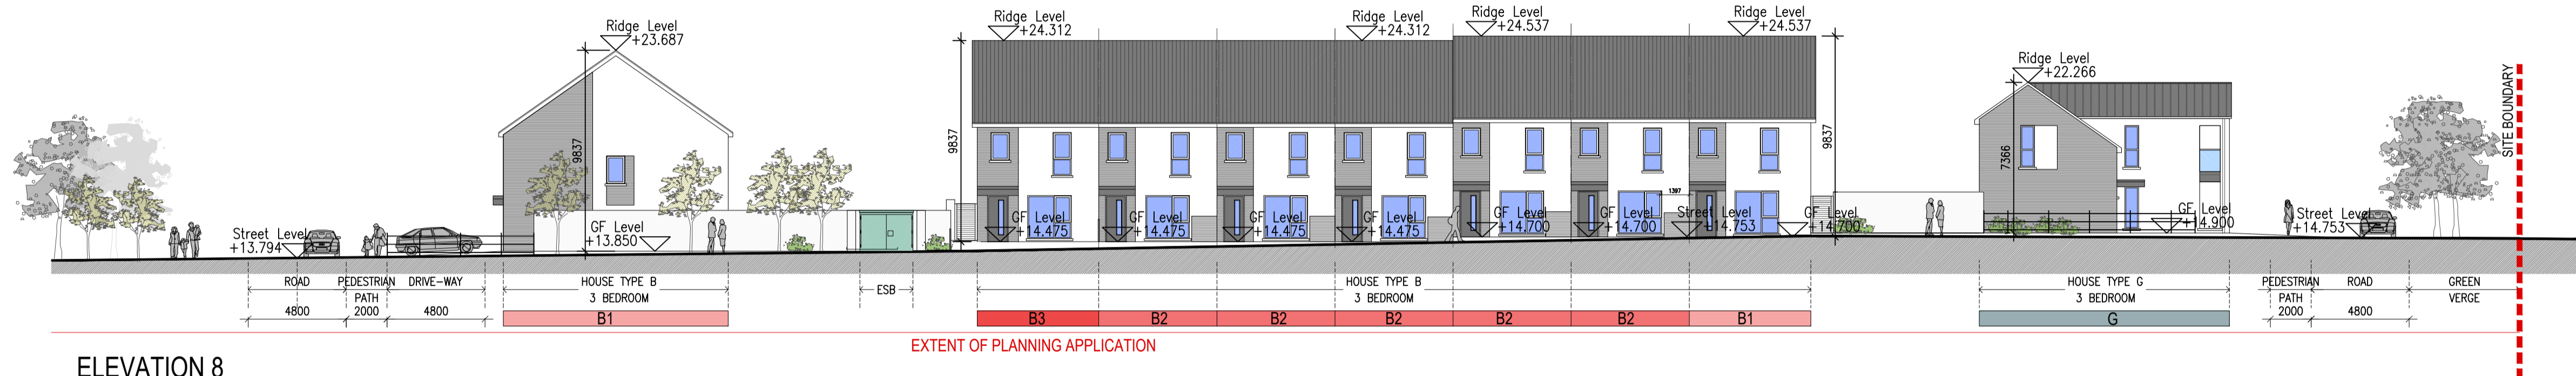 Ridge Level
+23.687
Ridge Level
+24.312
Ridge Level
+24.312
Ridge Level
+24.537
Ridge Level
+24.537
Ridge Level
+22.266
SITE BOUNDARY
9837
9837
9837
7366
1397
Street Level
+13.794
GF Level
+13.850
GF Level
+14.475
GF Level
+14.475
GF Level
+14.475
GF Level
+14.475
GF Level
+14.700
GF Level
+14.700
Street Level
+14.753
GF Level
+14.700
GF Level
+14.900
Street Level
+14.753
ROAD
4800
PEDESTRIAN
PATH
2000
DRIVE-WAY
4800
HOUSE TYPE B
3 BEDROOM
ESB
HOUSE TYPE B
3 BEDROOM
HOUSE TYPE G
3 BEDROOM
PEDESTRIAN
PATH
2000
ROAD
4800
GREEN
VERGE
B1
B3
B2
B2
B2
B2
B2
B1
G
EXTENT OF PLANNING APPLICATION
ELEVATION 8